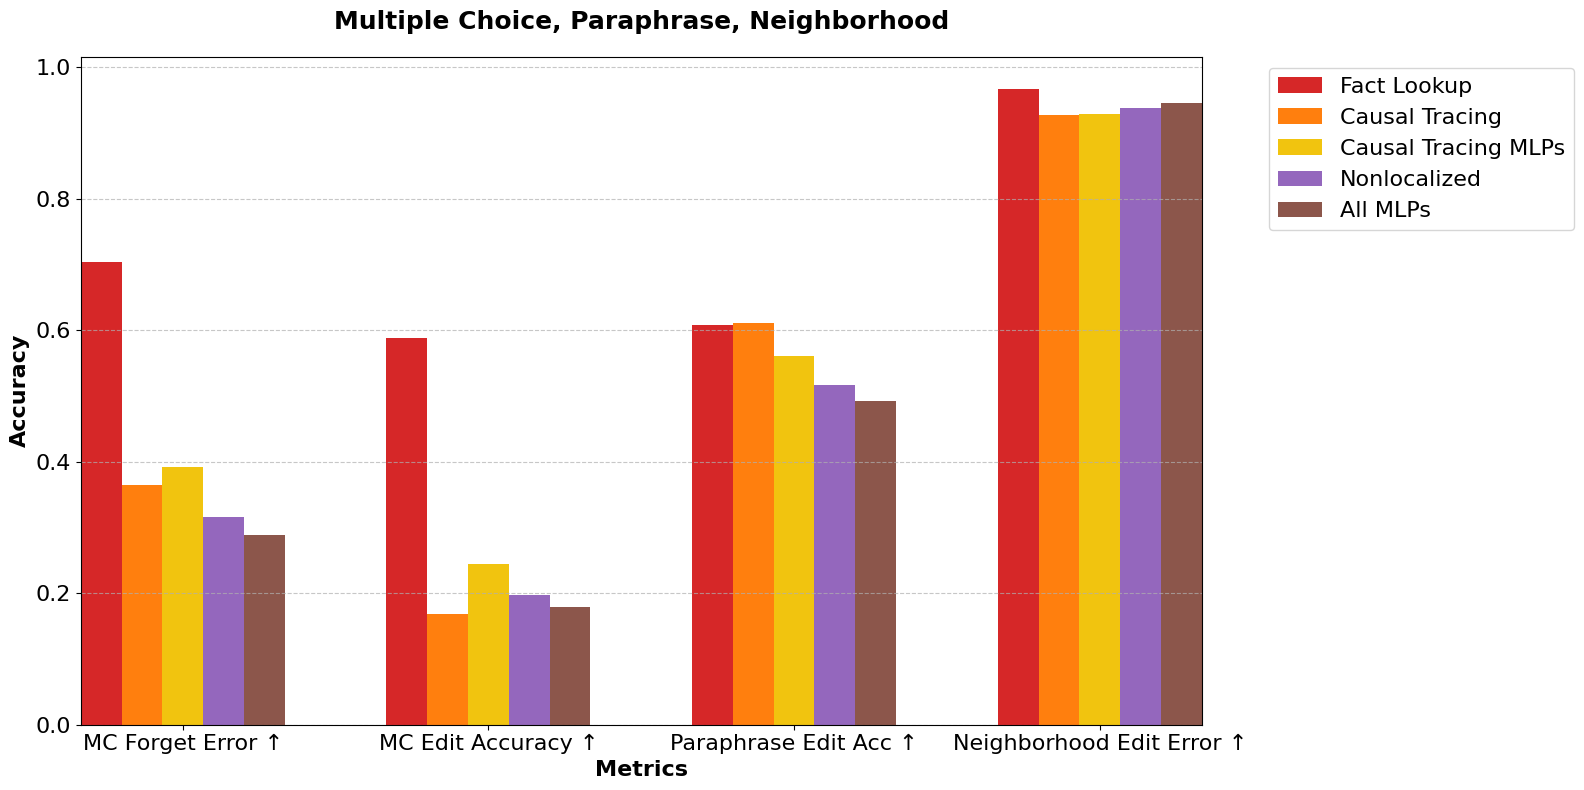 Multiple Choice, Paraphrase, Neighborhood
Accuracy
1.0
0.8
0.6
0.4
0.2
0.0
MC Forget Error ↑
MC Edit Accuracy ↑
Paraphrase Edit Acc ↑
Neighborhood Edit Error ↑
Metrics
Fact Lookup
Causal Tracing
Causal Tracing MLPs
Nonlocalized
All MLPs